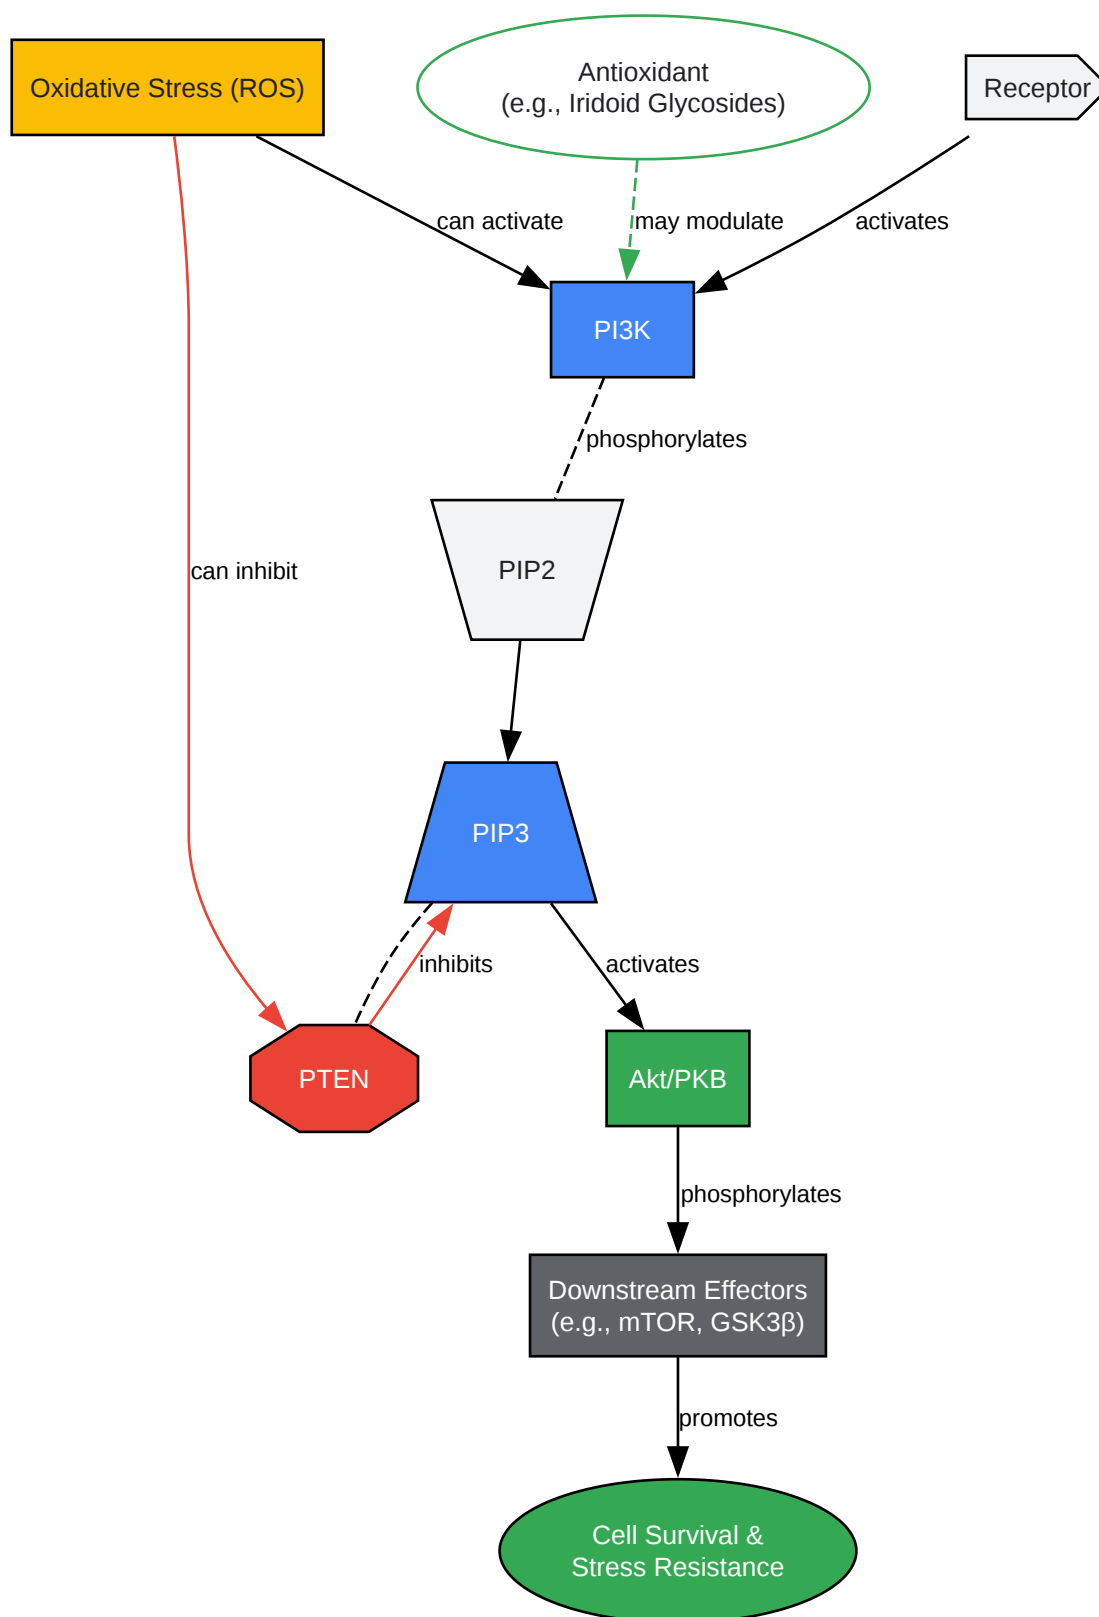 Oxidative Stress (ROS)
Antioxidant
(e.g., Iridoid Glycosides)
Receptor
can activate
may modulate
activates
PI3K
phosphorylates
PIP2
can inhibit
PIP3
inhibits
activates
PTEN
Akt/PKB
phosphorylates
Downstream Effectors
(e.g., mTOR, GSK3β)
promotes
Cell Survival &
Stress Resistance